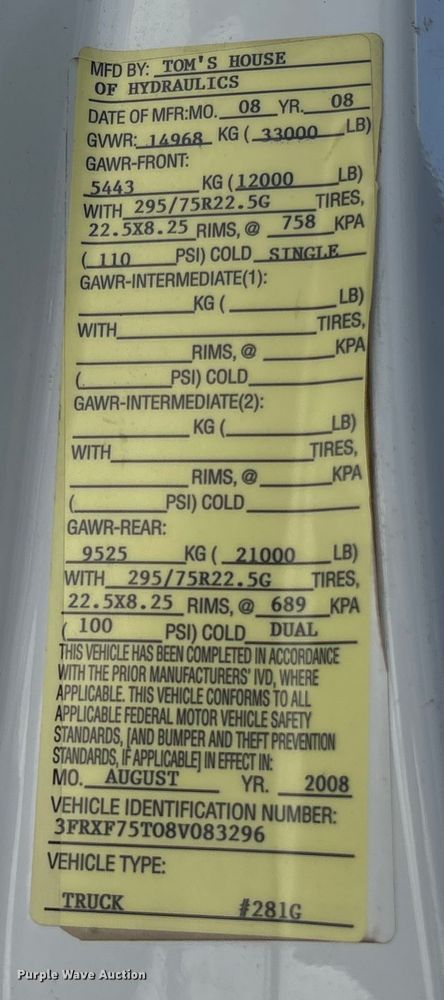 MFD BY: TOM'S HOUSE
OF HYDRAULICS
DATE OF MFR:MO. 08 YR. 08
GVWR: 14968 KG ( 33000 LB)
GAWR-FRONT:
5443 KG (12000 LB)
WITH 295/75R22.5G TIRES,
22.5X8.25 RIMS, @ 758 KPA
( 110 PSI) COLD SINGLE
GAWR-INTERMEDIATE(1):
KG ( LB)
WITH TIRES,
RIMS, @ KPA
( PSI) COLD
GAWR-INTERMEDIATE(2):
KG ( LB)
WITH TIRES,
RIMS, @ KPA
( PSI) COLD
GAWR-REAR:
9525 KG ( 21000 LB)
WITH 295/75R22.5G TIRES,
22.5X8.25 RIMS, @ 689 KPA
( 100 PSI) COLD DUAL
THIS VEHICLE HAS BEEN COMPLETED IN ACCORDANCE
WITH THE PRIOR MANUFACTURERS' IVD, WHERE
APPLICABLE. THIS VEHICLE CONFORMS TO ALL
APPLICABLE FEDERAL MOTOR VEHICLE SAFETY
STANDARDS, [AND BUMPER AND THEFT PREVENTION
STANDARDS, IF APPLICABLE] IN EFFECT IN:
MO. AUGUST YR. 2008
VEHICLE IDENTIFICATION NUMBER:
3FRXF75T08V083296
VEHICLE TYPE:
TRUCK #281G
Purple Wave Auction